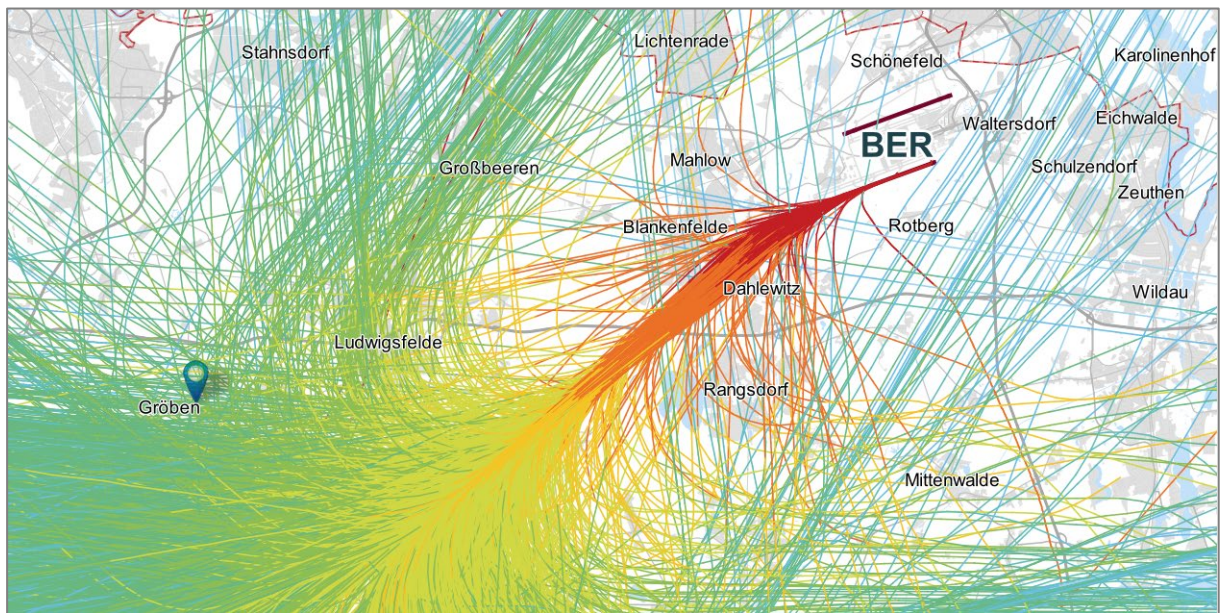 Stahnsdorf
Lichtenrade
Schönefeld
Karolinenhof
Waltersdorf
Eichwalde
BER
Großbeeren
Mahlow
Schulzendorf
Zeuthen
Blankenfelde
Rotberg
Dahlewitz
Wildau
Ludwigsfelde
Rangsdorf
Gröben
Mittenwalde